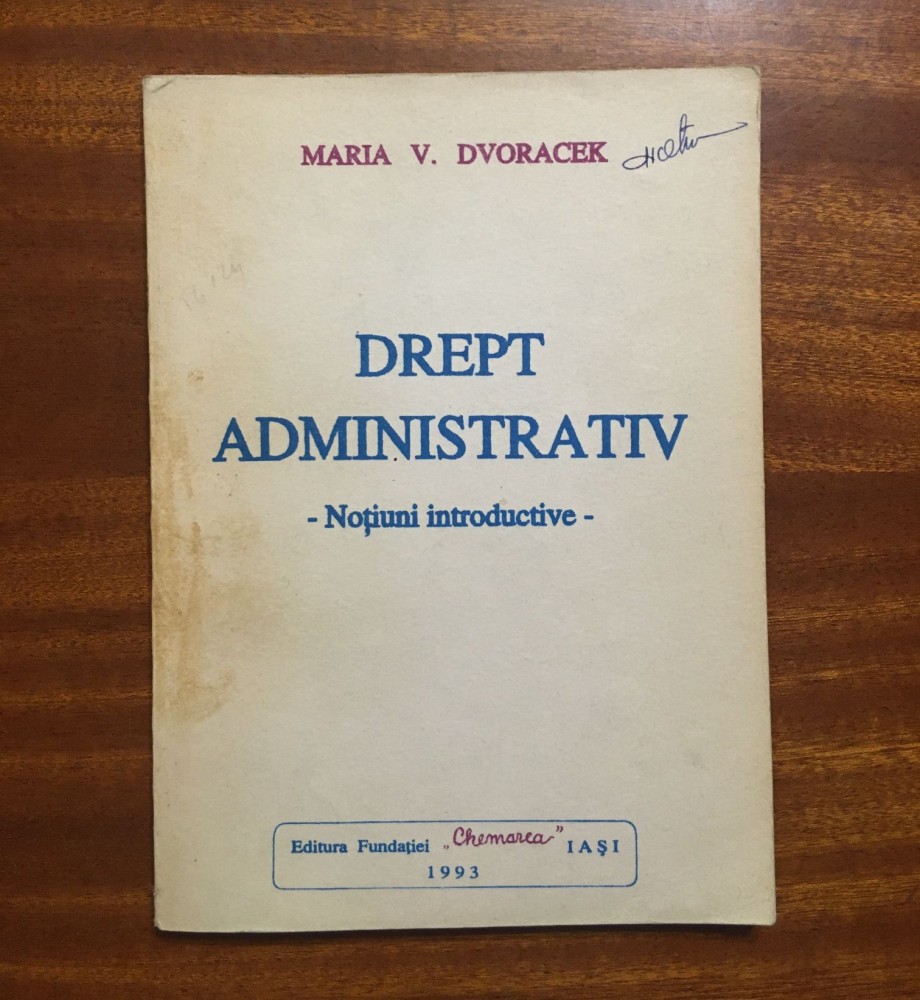 MARIA V. DVORACEK
DREPT
ADMINISTRATIV
- Noțiuni introductive -
Editura Fundației „Chemarea” IAȘI
1993